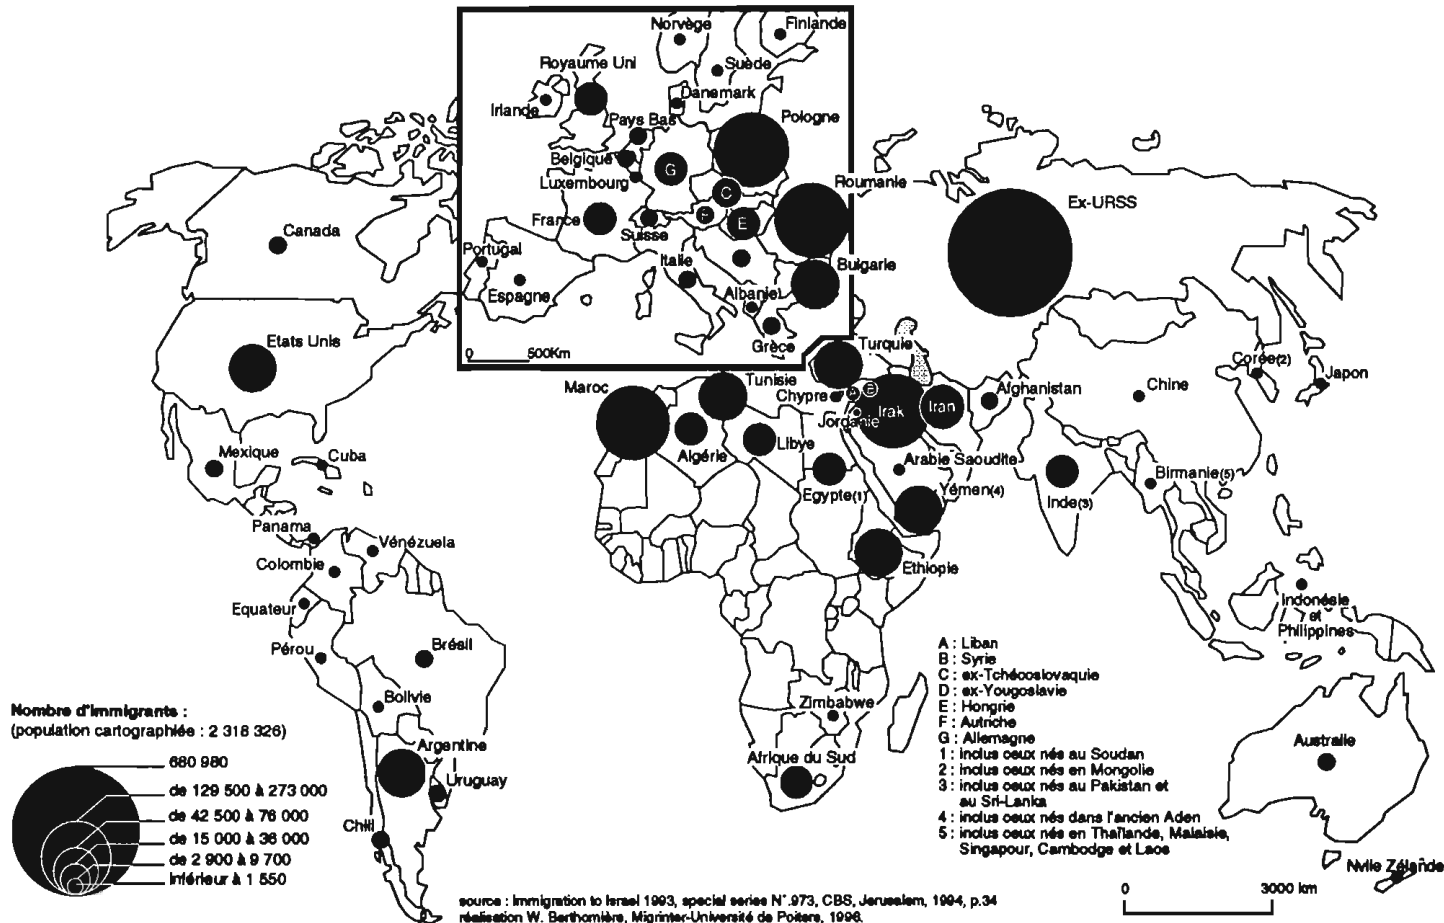 Norvège
Finlande
Royaume Uni
Suède
Danemark
Irlande
Pays Bas
Pologne
Belgique
G
Luxembourg
C
Roumanie
Ex-URSS
France
F
E
Suisse
Canada
Portugal
Italie
Bulgarie
Espagne
Albanie
Grèce
0 500Km
Etats Unis
Turquie
Corée(2)
Japon
Maroc
Tunisie
Chypre
A
B
Irak
Iran
Afghanistan
Chine
Jordanie
Algérie
Libye
Mexique
Cuba
Arabie Saoudite
Egypte(1)
Yémen(4)
Inde(3)
Birmanie(5)
Panama
Vénézuela
Colombie
Ethiopie
Equateur
Indonésie
et
Philippines
Pérou
Brésil
Bolivie
Zimbabwe
Argentine
Uruguay
Afrique du Sud
Australie
Chili
Nvlle Zélande
A : Liban
B : Syrie
C : ex-Tchécoslovaquie
D : ex-Yougoslavie
E : Hongrie
F : Autriche
G : Allemagne
1 : inclus ceux nés au Soudan
2 : inclus ceux nés en Mongolie
3 : inclus ceux nés au Pakistan et
au Sri-Lanka
4 : inclus ceux nés dans l'ancien Aden
5 : inclus ceux nés en Thaïlande, Malaisie,
Singapour, Cambodge et Laos
Nombre d'immigrants :
(population cartographiée : 2 318 326)
680 980
de 129 500 à 273 000
de 42 500 à 76 000
de 15 000 à 36 000
de 2 900 à 9 700
inférieur à 1 550
0 3000 km
source : Immigration to Israel 1993, special series N°.973, CBS, Jerusalem, 1994, p.34
réalisation W. Berthomière, Migrinter-Université de Poitiers, 1996.